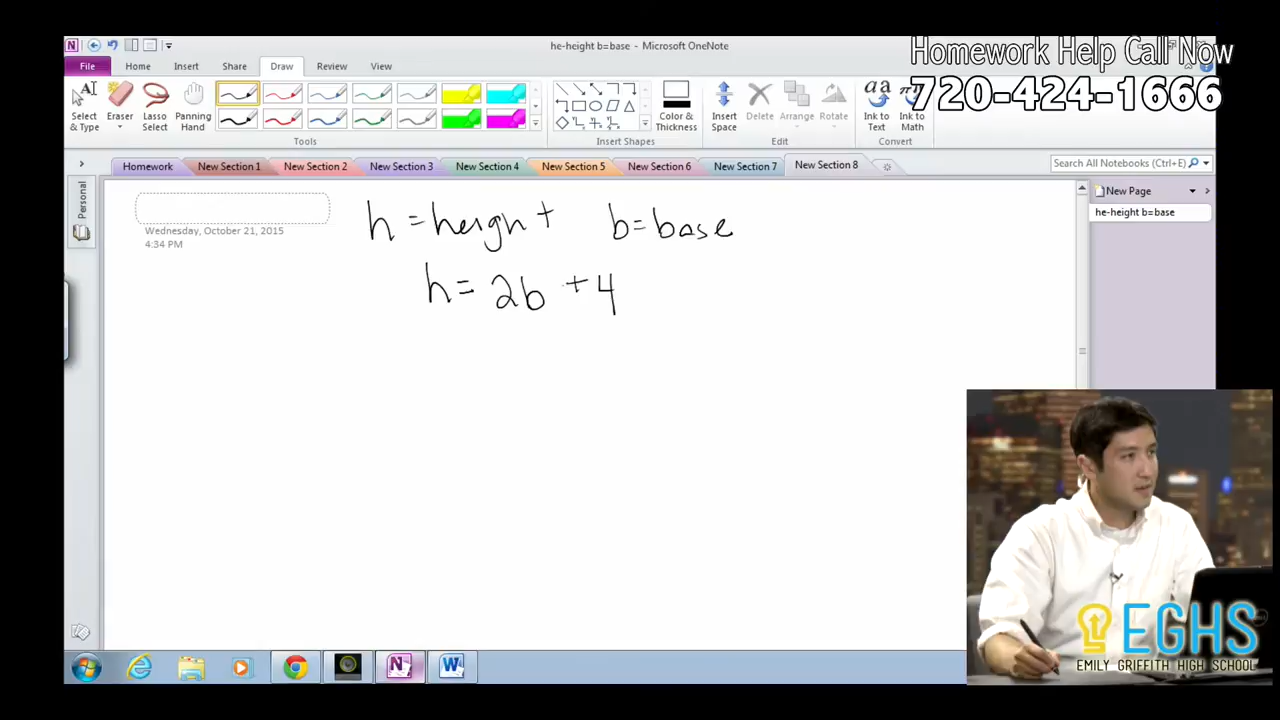 he-height b=base - Microsoft OneNote
Homework Help Call Now
720-424-1666
File Home Insert Share Draw Review View
Select & Type
Eraser
Lasso Select
Panning Hand
Color & Thickness
Insert Space
Delete
Arrange
Rotate
Ink to Text
Ink to Math
Tools
Insert Shapes
Edit
Convert
Homework New Section 1 New Section 2 New Section 3 New Section 4 New Section 5 New Section 6 New Section 7 New Section 8
Search All Notebooks (Ctrl+E)
Personal
New Page
he-height b=base
Wednesday, October 21, 2015
4:34 PM
h = height b=base
h= 2b +4
EGHS
EMILY GRIFFITH HIGH SCHOOL